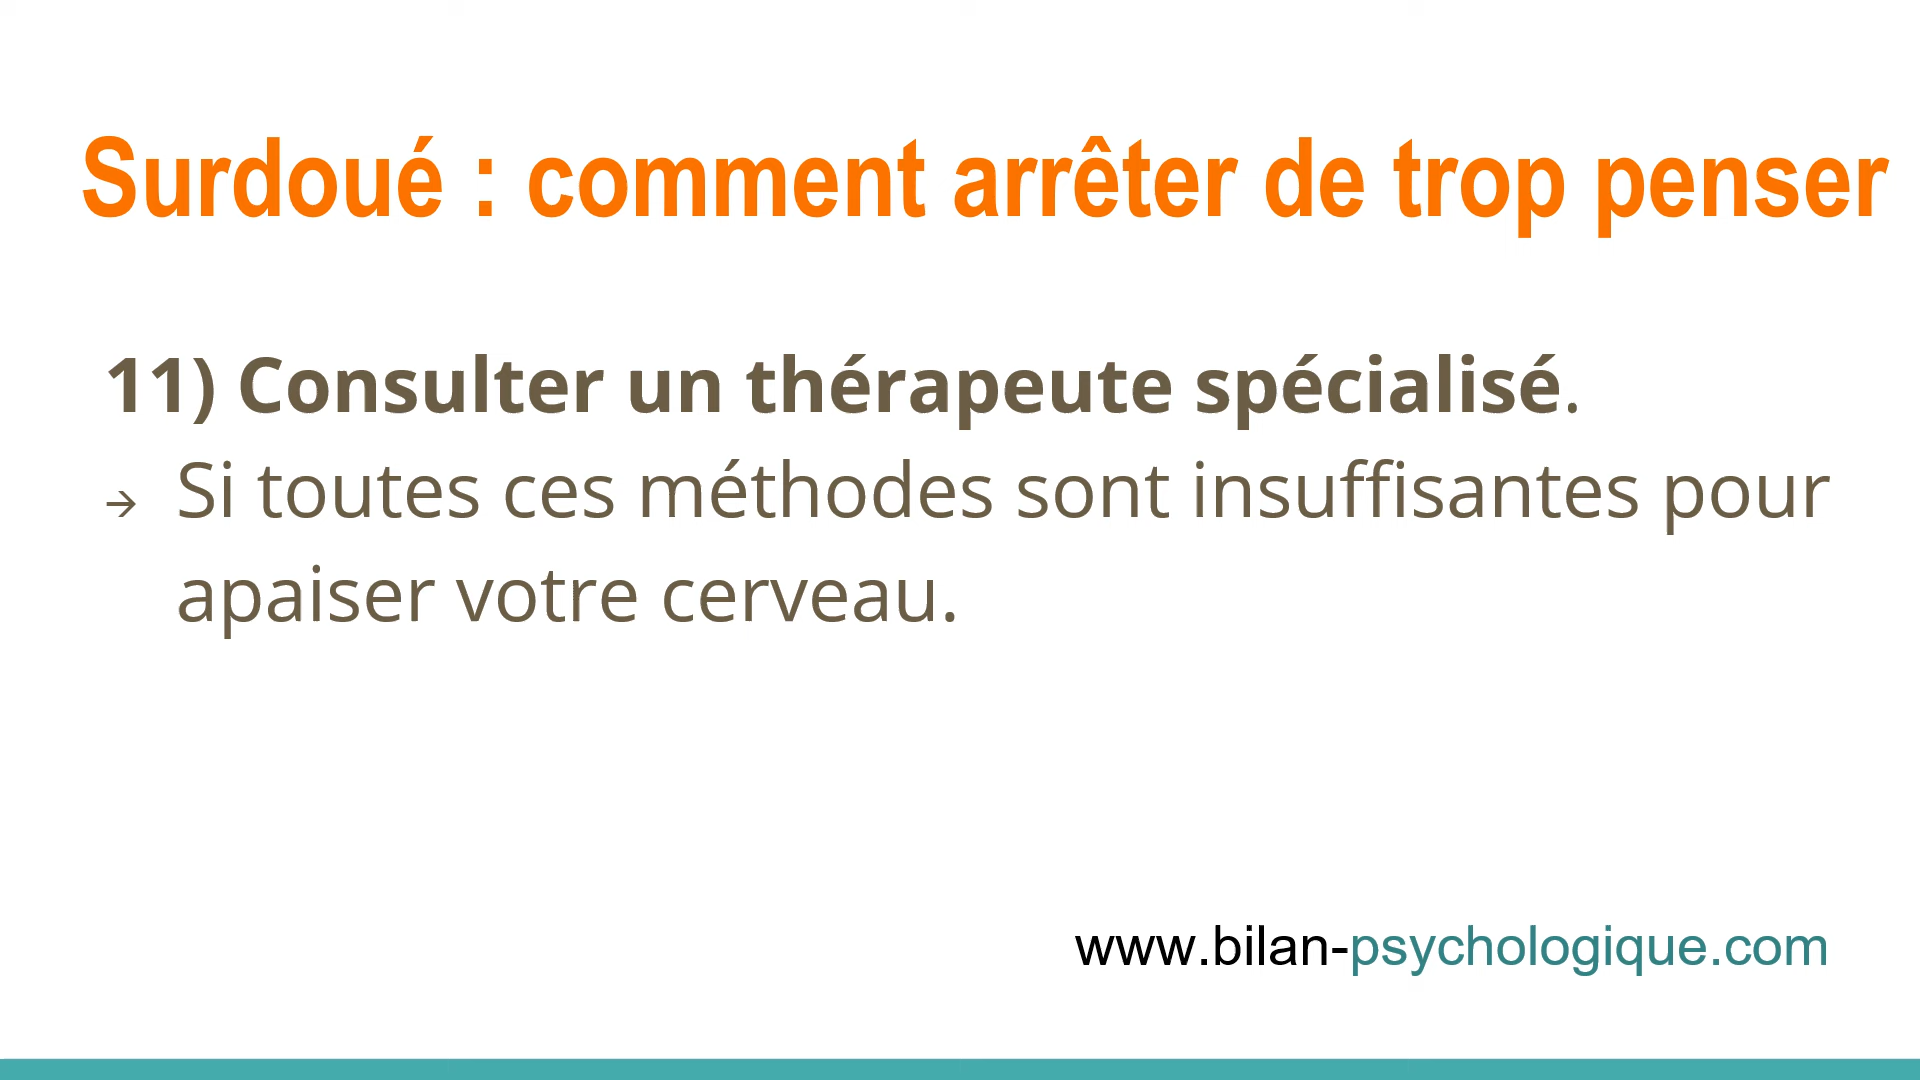 Surdoué : comment arrêter de trop penser
11) Consulter un thérapeute spécialisé.
→ Si toutes ces méthodes sont insuffisantes pour
apaiser votre cerveau.
www.bilan-psychologique.com